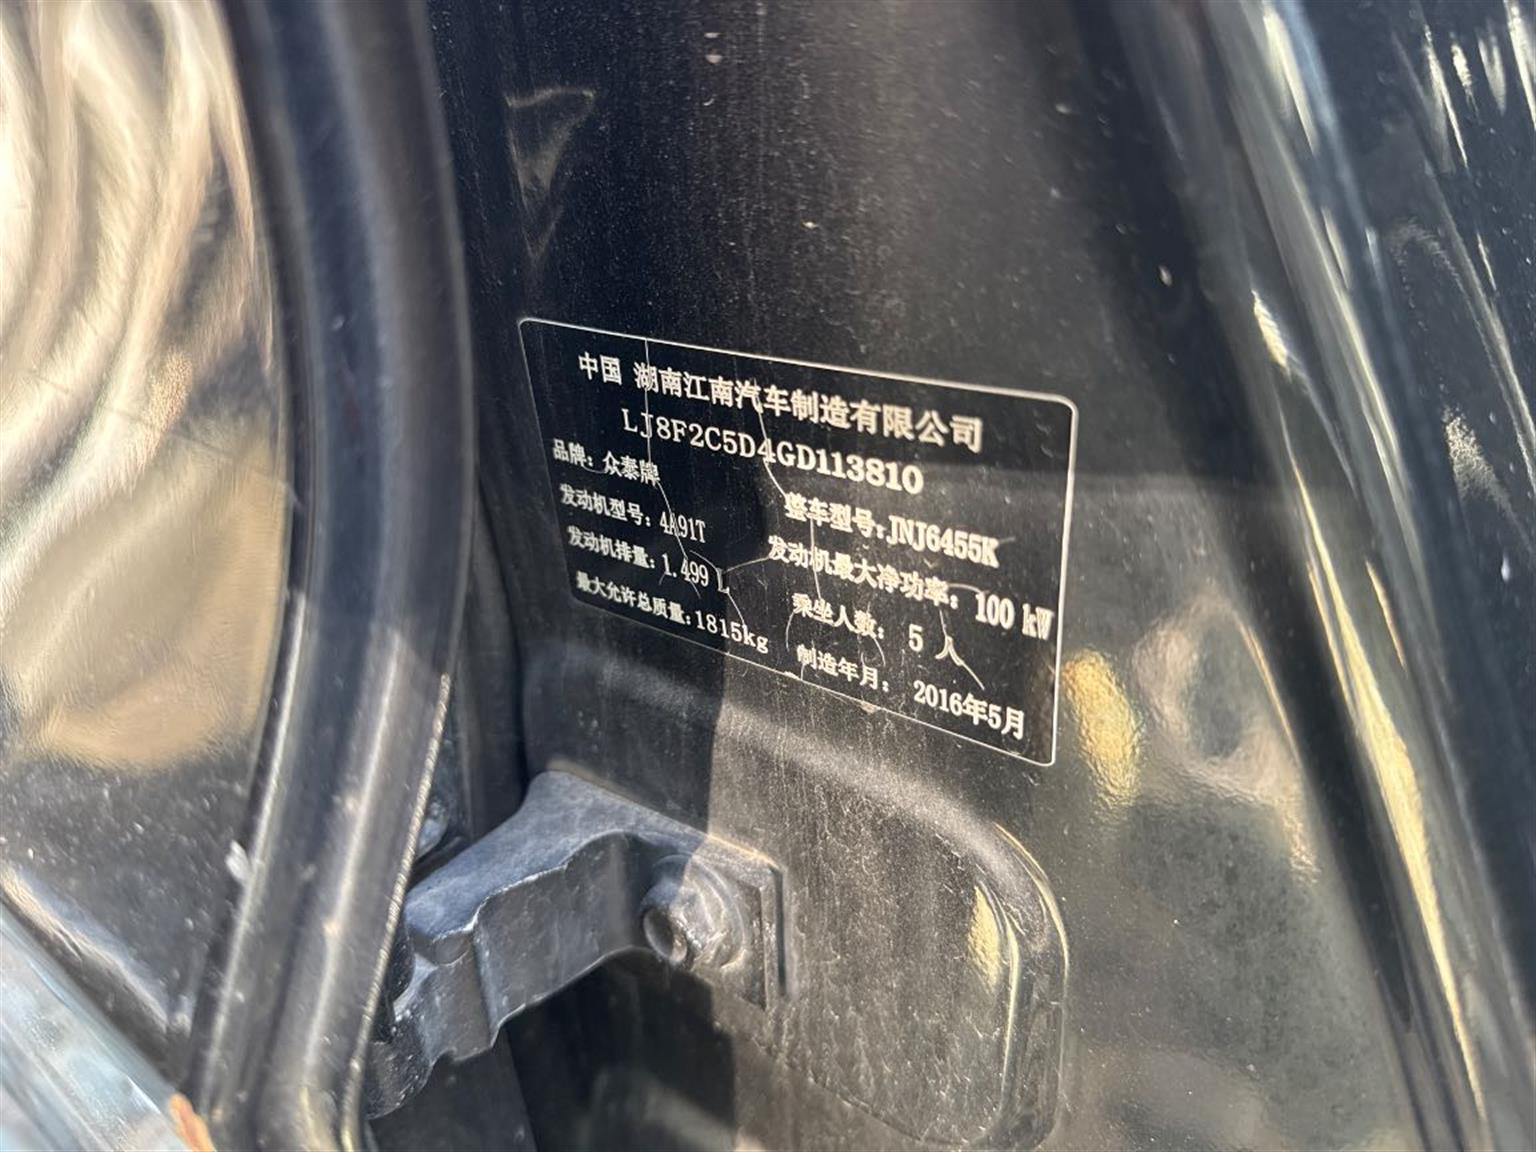 中国 湖南江南汽车制造有限公司
LJ8F2C5D4GD113810
品牌：众泰牌 整车型号：JNJ6455K
发动机型号：4A91T 发动机最大净功率：100 kW
发动机排量：1.499 L 乘坐人数：5 人
最大允许总质量：1815kg 制造年月：2016年5月